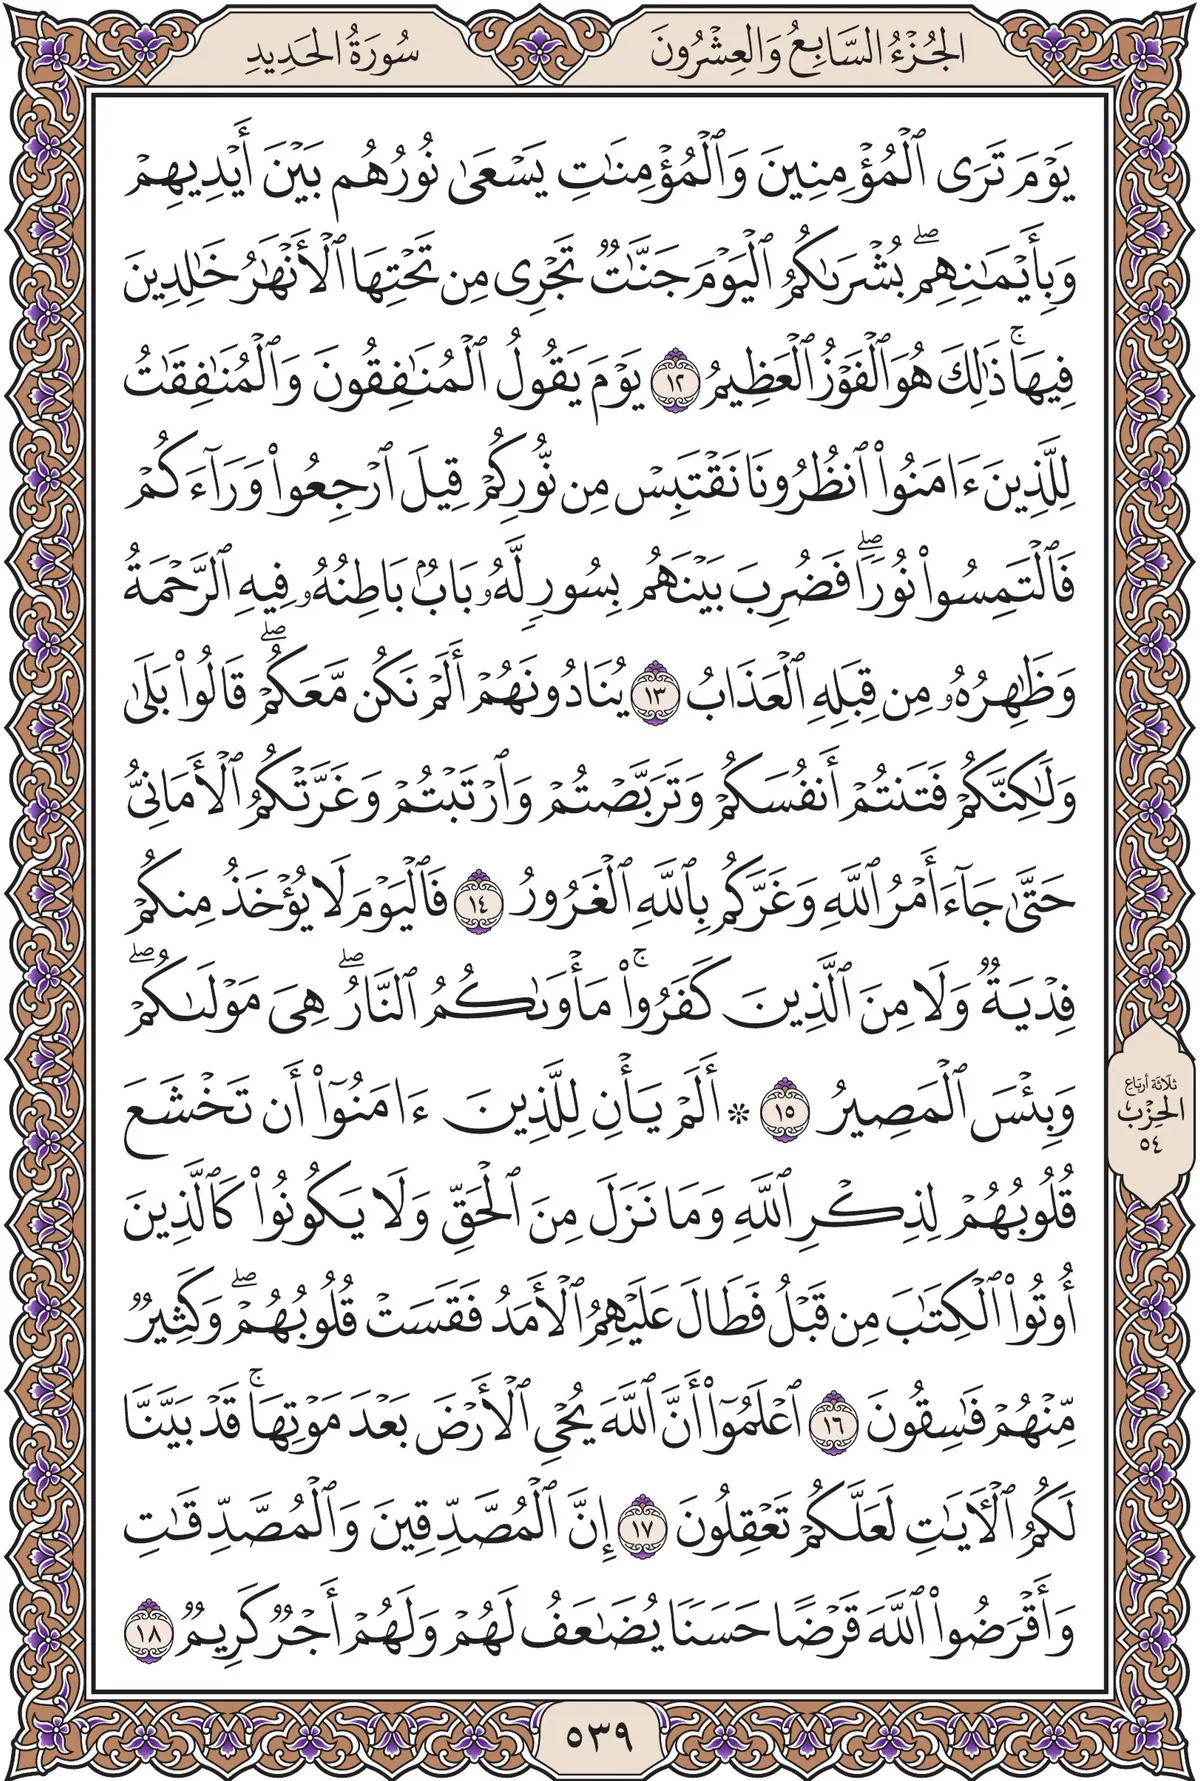 الجُزْءُ السَّابِعُ وَالعِشْرُونَ
سُورَةُ الحَدِيدِ
يَوْمَ تَرَى ٱلْمُؤْمِنِينَ وَٱلْمُؤْمِنَٰتِ يَسْعَىٰ نُورُهُم بَيْنَ أَيْدِيهِمْ
وَبِأَيْمَٰنِهِمۖ بُشْرَىٰكُمُ ٱلْيَوْمَ جَنَّٰتٌ تَجْرِى مِن تَحْتِهَا ٱلْأَنْهَٰرُ خَٰلِدِينَ
فِيهَاۚ ذَٰلِكَ هُوَ ٱلْفَوْزُ ٱلْعَظِيمُ ١٢ يَوْمَ يَقُولُ ٱلْمُنَٰفِقُونَ وَٱلْمُنَٰفِقَٰتُ
لِلَّذِينَ ءَامَنُوا۟ ٱنظُرُونَا نَقْتَبِسْ مِن نُّورِكُمْ قِيلَ ٱرْجِعُوا۟ وَرَآءَكُمْ
فَٱلْتَمِسُوا۟ نُورًاۖ فَضُرِبَ بَيْنَهُم بِسُورٍ لَّهُۥ بَابٌۢ بَاطِنُهُۥ فِيهِ ٱلرَّحْمَةُ
وَظَٰهِرُهُۥ مِن قِبَلِهِ ٱلْعَذَابُ ١٣ يُنَادُونَهُمْ أَلَمْ نَكُن مَّعَكُمْۖ قَالُوا۟ بَلَىٰ
وَلَٰكِنَّكُمْ فَتَنتُمْ أَنفُسَكُمْ وَتَرَبَّصْتُمْ وَٱرْتَبْتُمْ وَغَرَّتْكُمُ ٱلْأَمَانِىُّ
حَتَّىٰ جَآءَ أَمْرُ ٱللَّهِ وَغَرَّكُم بِٱللَّهِ ٱلْغَرُورُ ١٤ فَٱلْيَوْمَ لَا يُؤْخَذُ مِنكُمْ
فِدْيَةٌ وَلَا مِنَ ٱلَّذِينَ كَفَرُوا۟ۚ مَأْوَىٰكُمُ ٱلنَّارُۖ هِىَ مَوْلَىٰكُمْۖ
وَبِئْسَ ٱلْمَصِيرُ ١٥ ۞ أَلَمْ يَأْنِ لِلَّذِينَ ءَامَنُوٓا۟ أَن تَخْشَعَ
قُلُوبُهُمْ لِذِكْرِ ٱللَّهِ وَمَا نَزَلَ مِنَ ٱلْحَقِّ وَلَا يَكُونُوا۟ كَٱلَّذِينَ
أُوتُوا۟ ٱلْكِتَٰبَ مِن قَبْلُ فَطَالَ عَلَيْهِمُ ٱلْأَمَدُ فَقَسَتْ قُلُوبُهُمْۖ وَكَثِيرٌ
مِّنْهُمْ فَٰسِقُونَ ١٦ ٱعْلَمُوٓا۟ أَنَّ ٱللَّهَ يُحْىِ ٱلْأَرْضَ بَعْدَ مَوْتِهَاۚ قَدْ بَيَّنَّا
لَكُمُ ٱلْءَايَٰتِ لَعَلَّكُمْ تَعْقِلُونَ ١٧ إِنَّ ٱلْمُصَّدِّقِينَ وَٱلْمُصَّدِّقَٰتِ
وَأَقْرَضُوا۟ ٱللَّهَ قَرْضًا حَسَنًا يُضَٰعَفُ لَهُمْ وَلَهُمْ أَجْرٌ كَرِيمٌ ١٨
ثَلَاثَة أرباع
الحِزْب
٥٤
٥٣٩